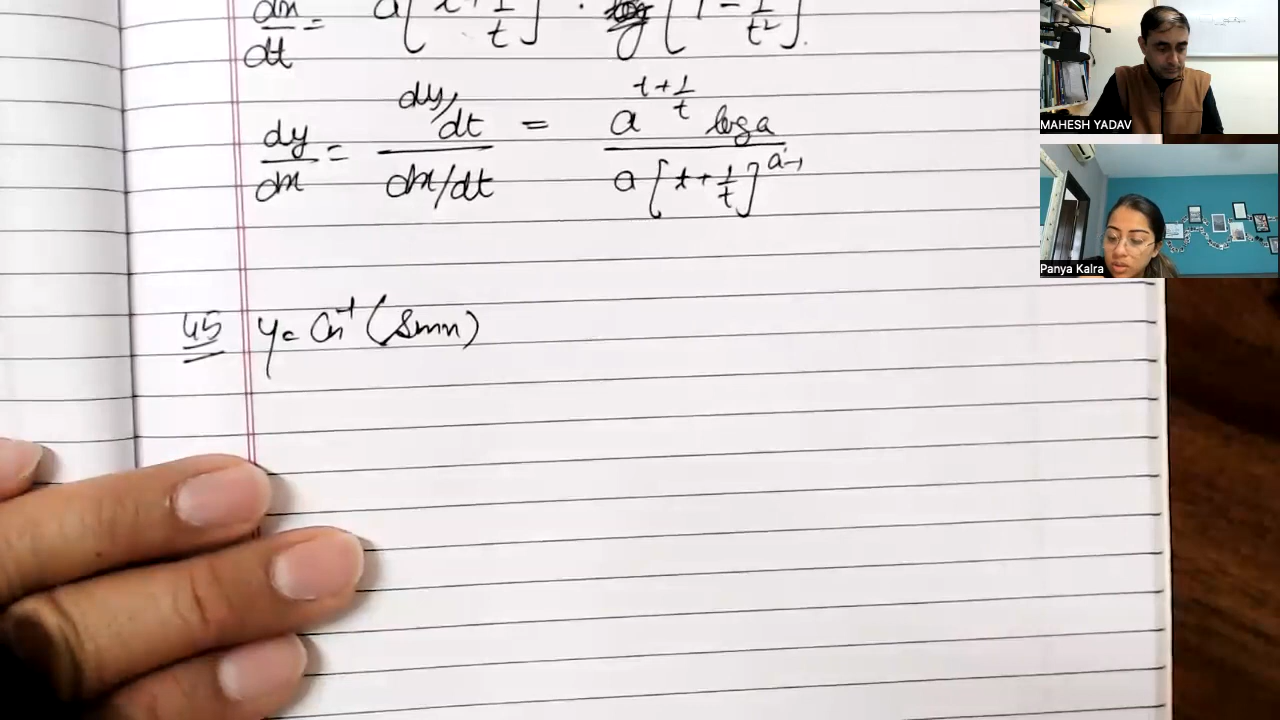 dx/dt = a[t + 1/t] · [1 - 1/t²].
dy/dx = dy/dt / dx/dt = a^(t+1/t) log a / a[t + 1/t]^(a-1)
45 y = Cos⁻¹(Sinx)
MAHESH YADAV
Panya Kalra